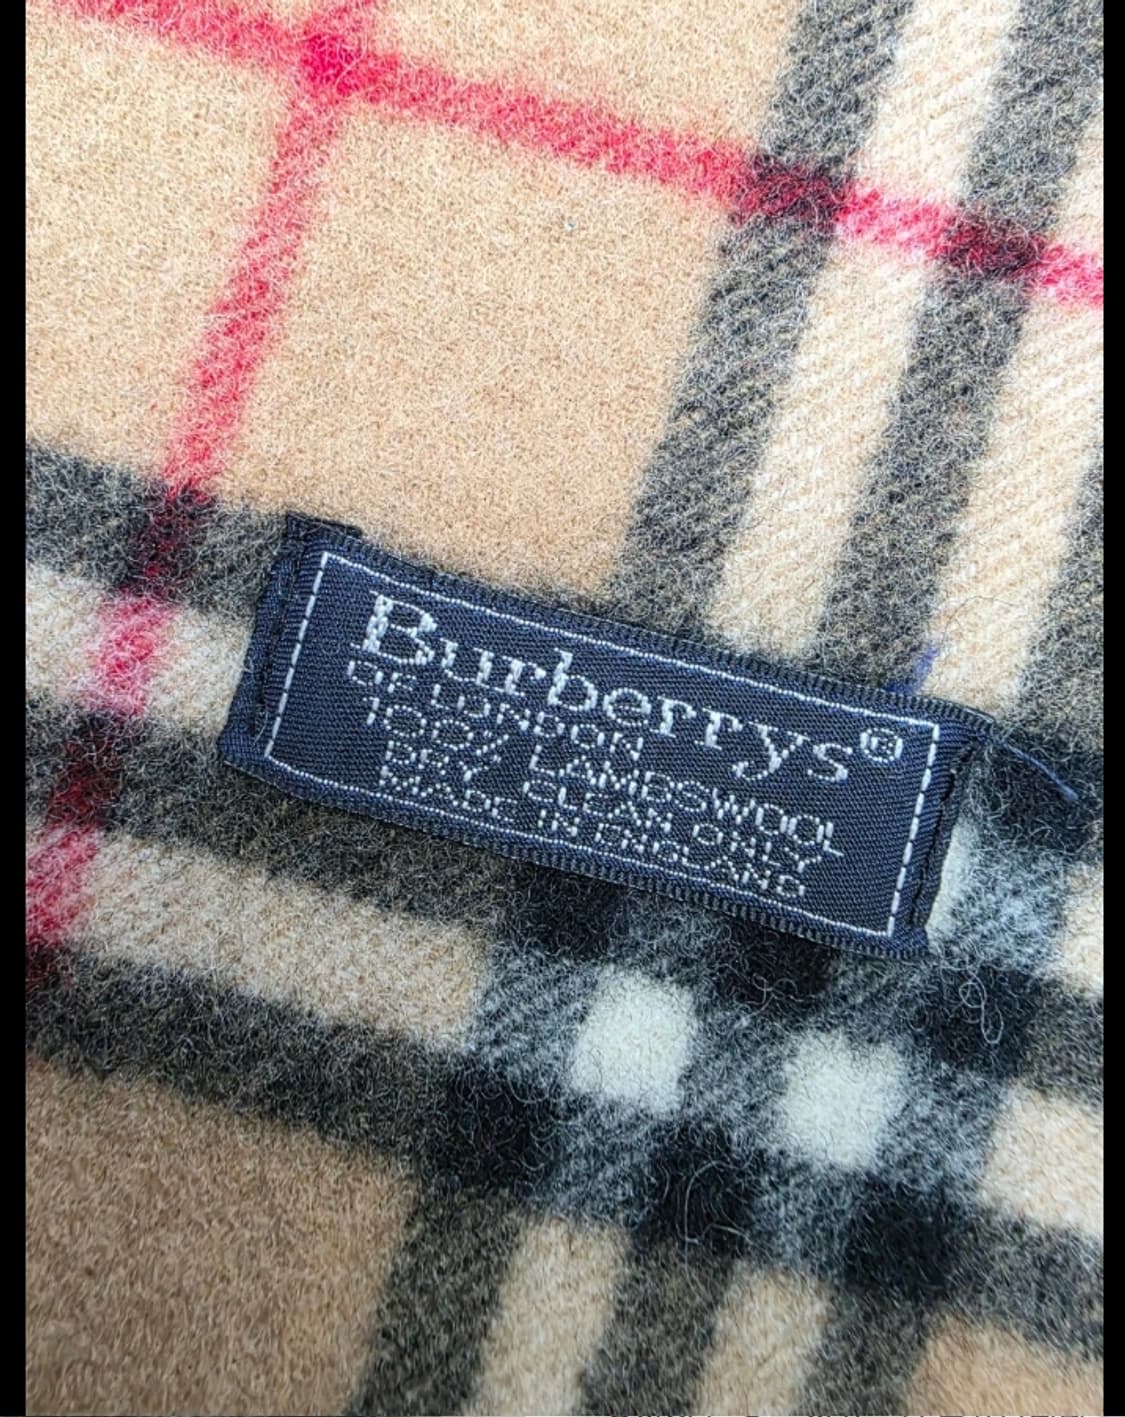 Burberrys®
OF LONDON
100% LAMBSWOOL
DRY CLEAN ONLY
MADE IN ENGLAND